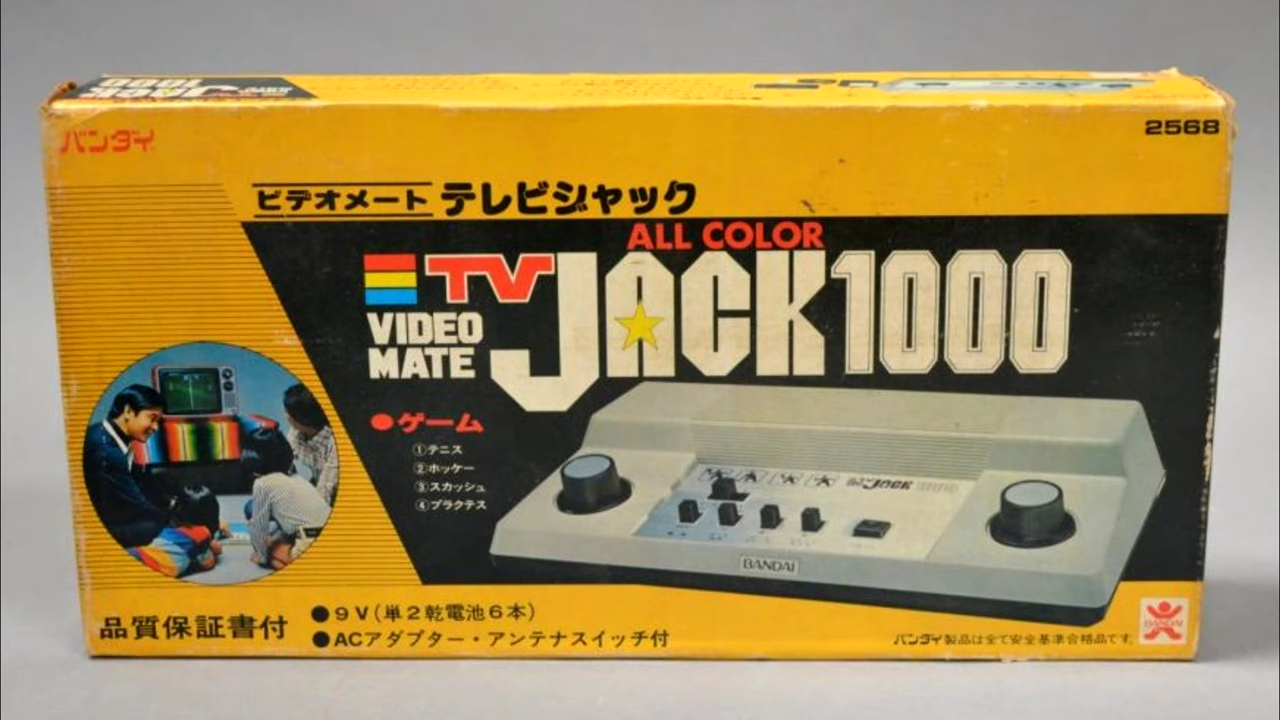 JACK 1000
バンダイ
2568
ビデオメート テレビジャック
ALL COLOR
TV JACK1000
VIDEO
MATE
●ゲーム
①テニス
②ホッケー
③スカッシュ
④プラクテス
JACK 1000
BANDAI
品質保証書付
●9V(単2乾電池6本)
●ACアダプター・アンテナスイッチ付
バンダイ製品は全て安全基準合格品です。
BANDAI